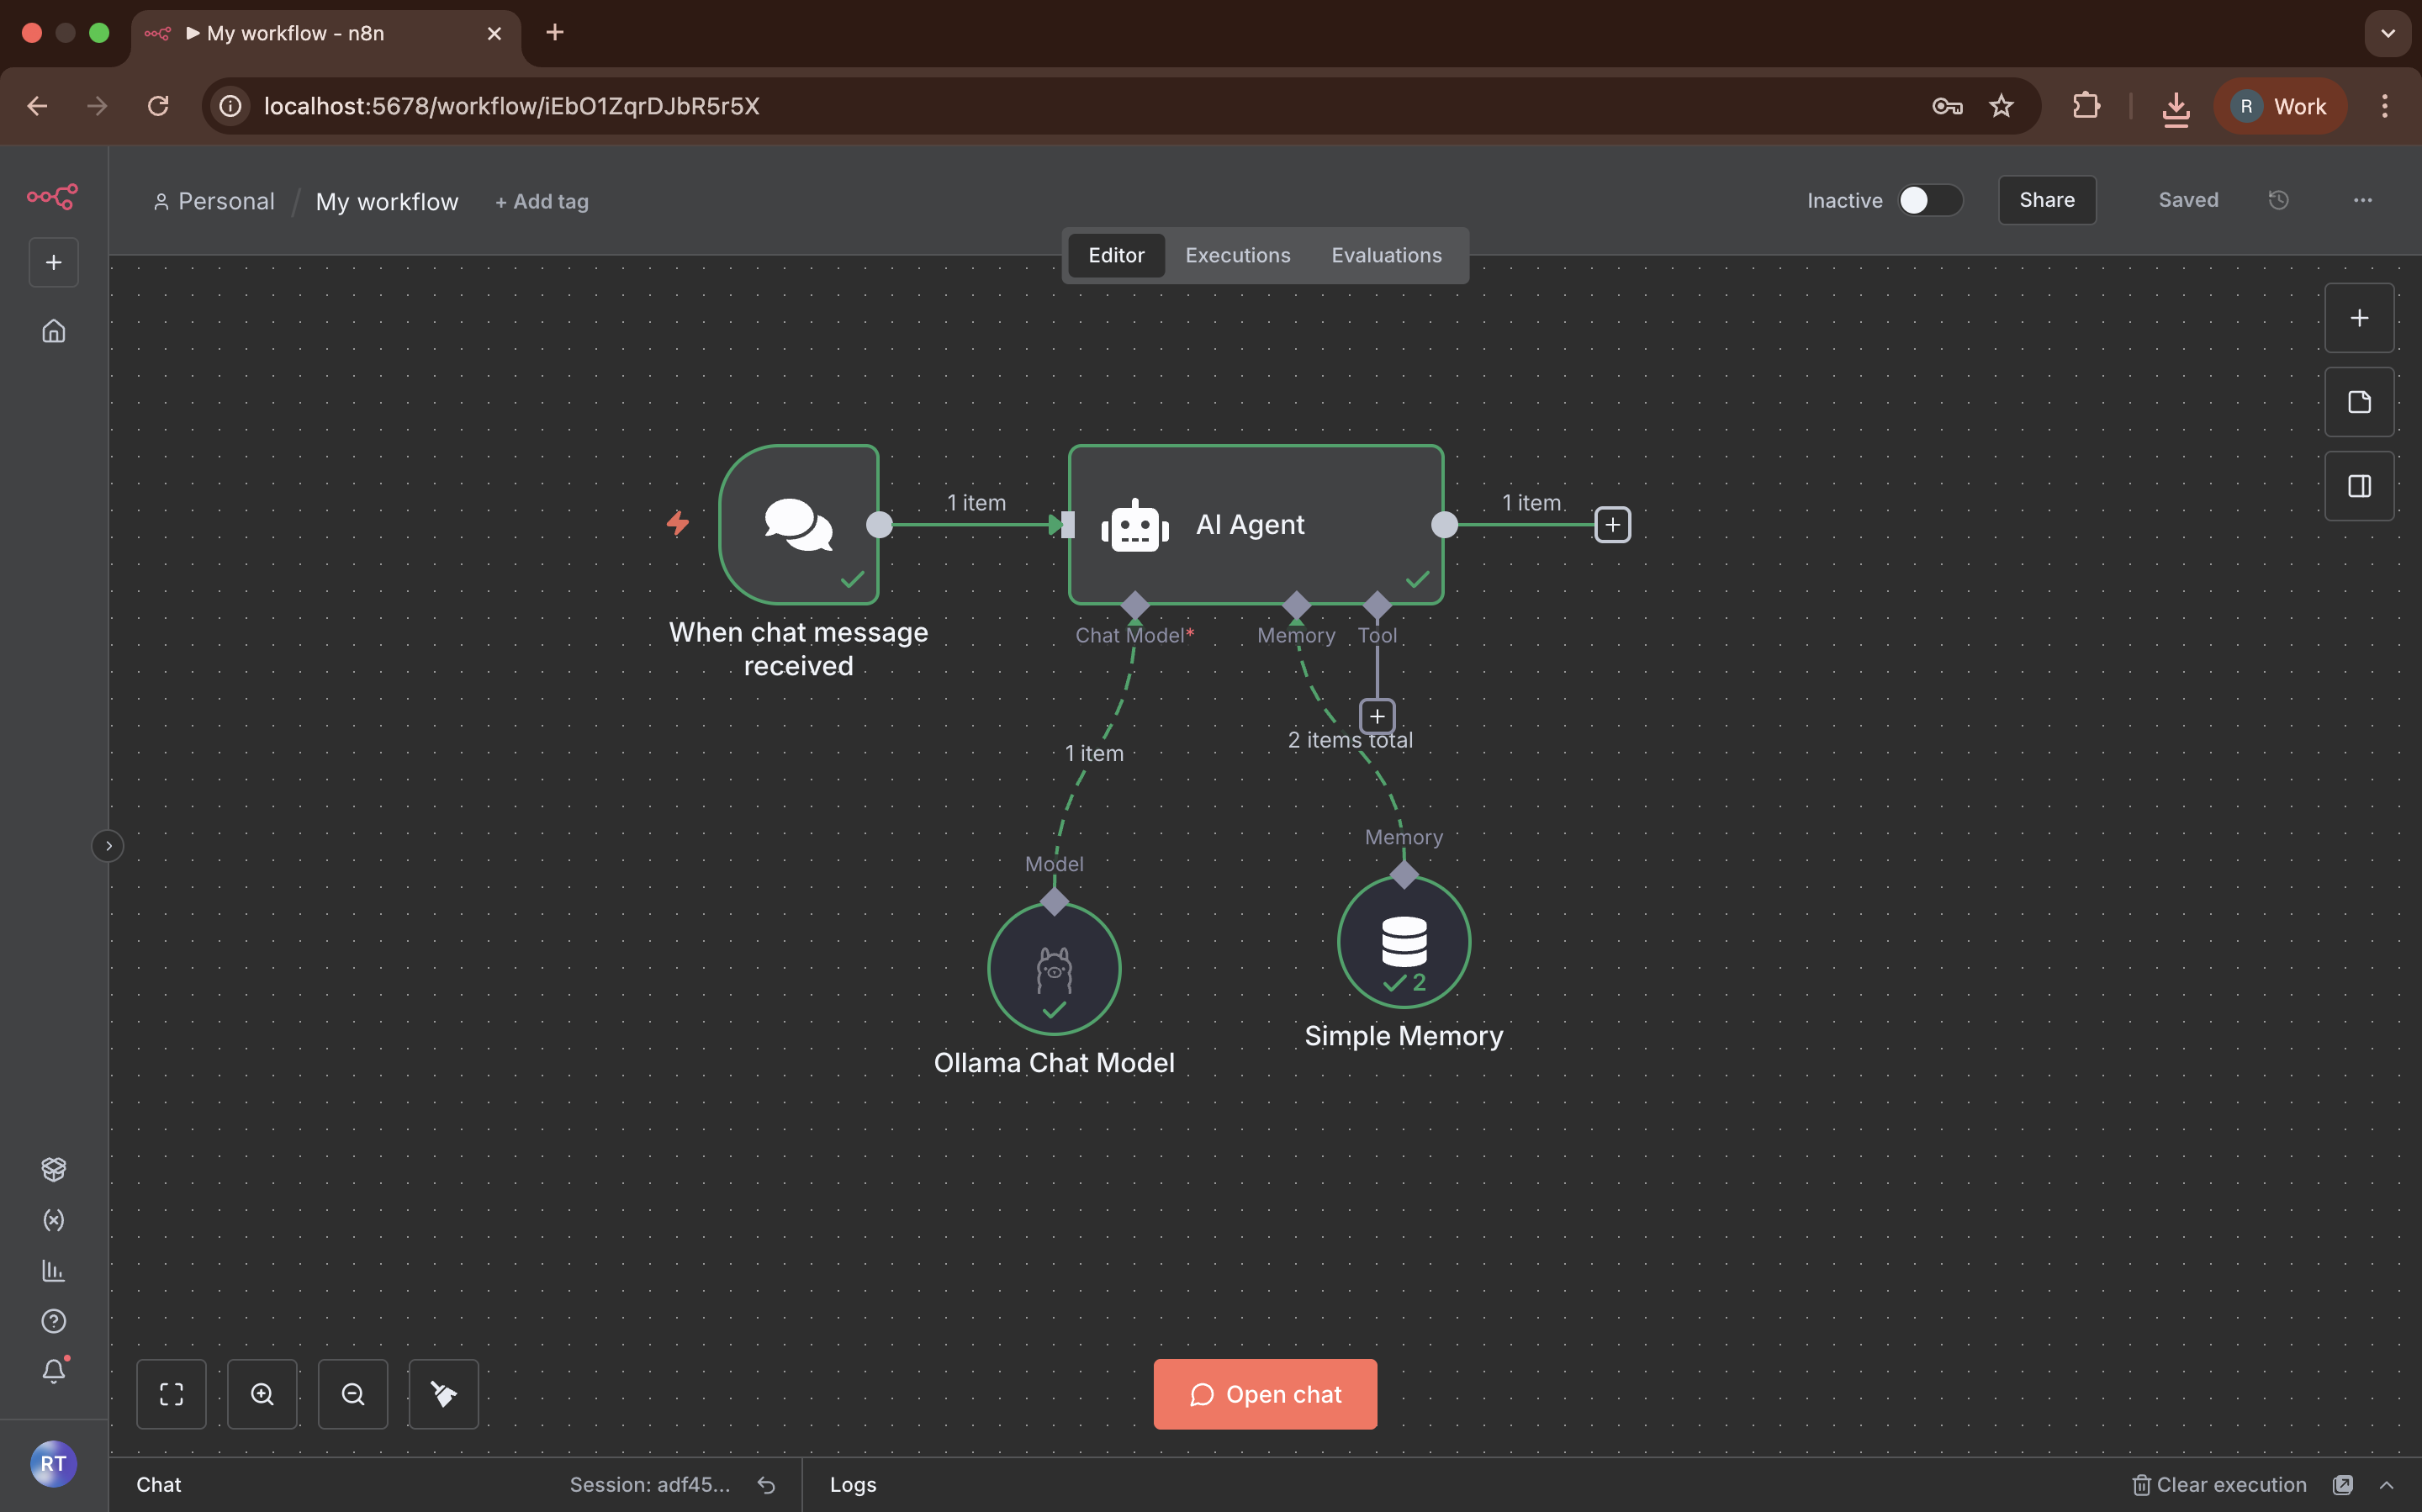 My workflow - n8n
localhost:5678/workflow/iEbO1ZqrDJbR5r5X
R Work
Personal / My workflow + Add tag
Inactive Share Saved
Editor Executions Evaluations
1 item
AI Agent
1 item
When chat message
received
Chat Model*
Memory
Tool
1 item
2 items total
Model
Memory
2
Ollama Chat Model
Simple Memory
Open chat
RT
Chat Session: adf45... Logs Clear execution